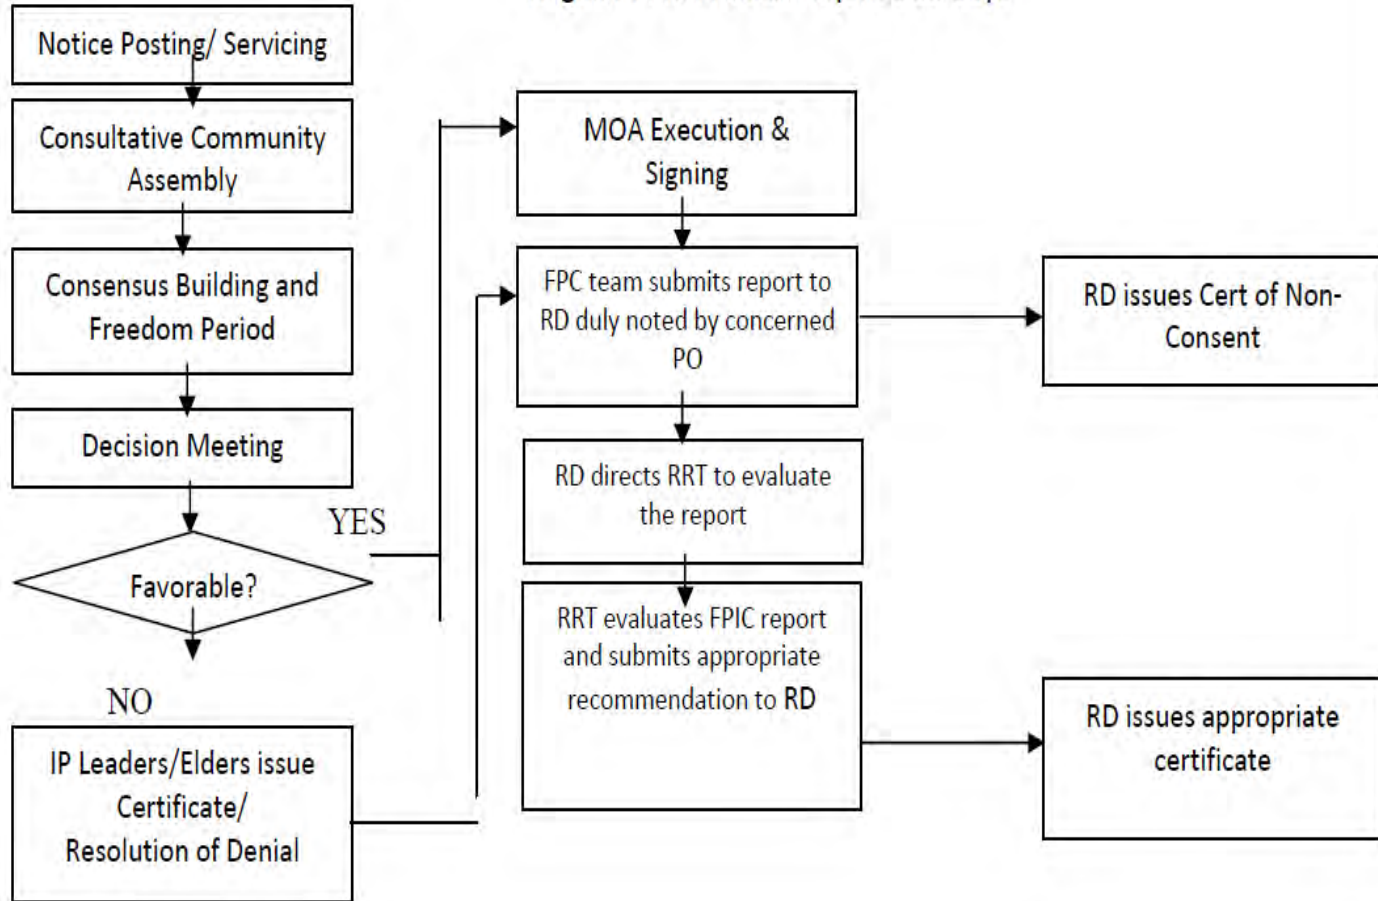 Notice Posting/ Servicing
Consultative Community
Assembly
Consensus Building and
Freedom Period
Decision Meeting
YES
Favorable?
NO
IP Leaders/Elders issue
Certificate/
Resolution of Denial
MOA Execution &
Signing
FPC team submits report to
RD duly noted by concerned
PO
RD directs RRT to evaluate
the report
RRT evaluates FPIC report
and submits appropriate
recommendation to RD
RD issues Cert of Non-
Consent
RD issues appropriate
certificate